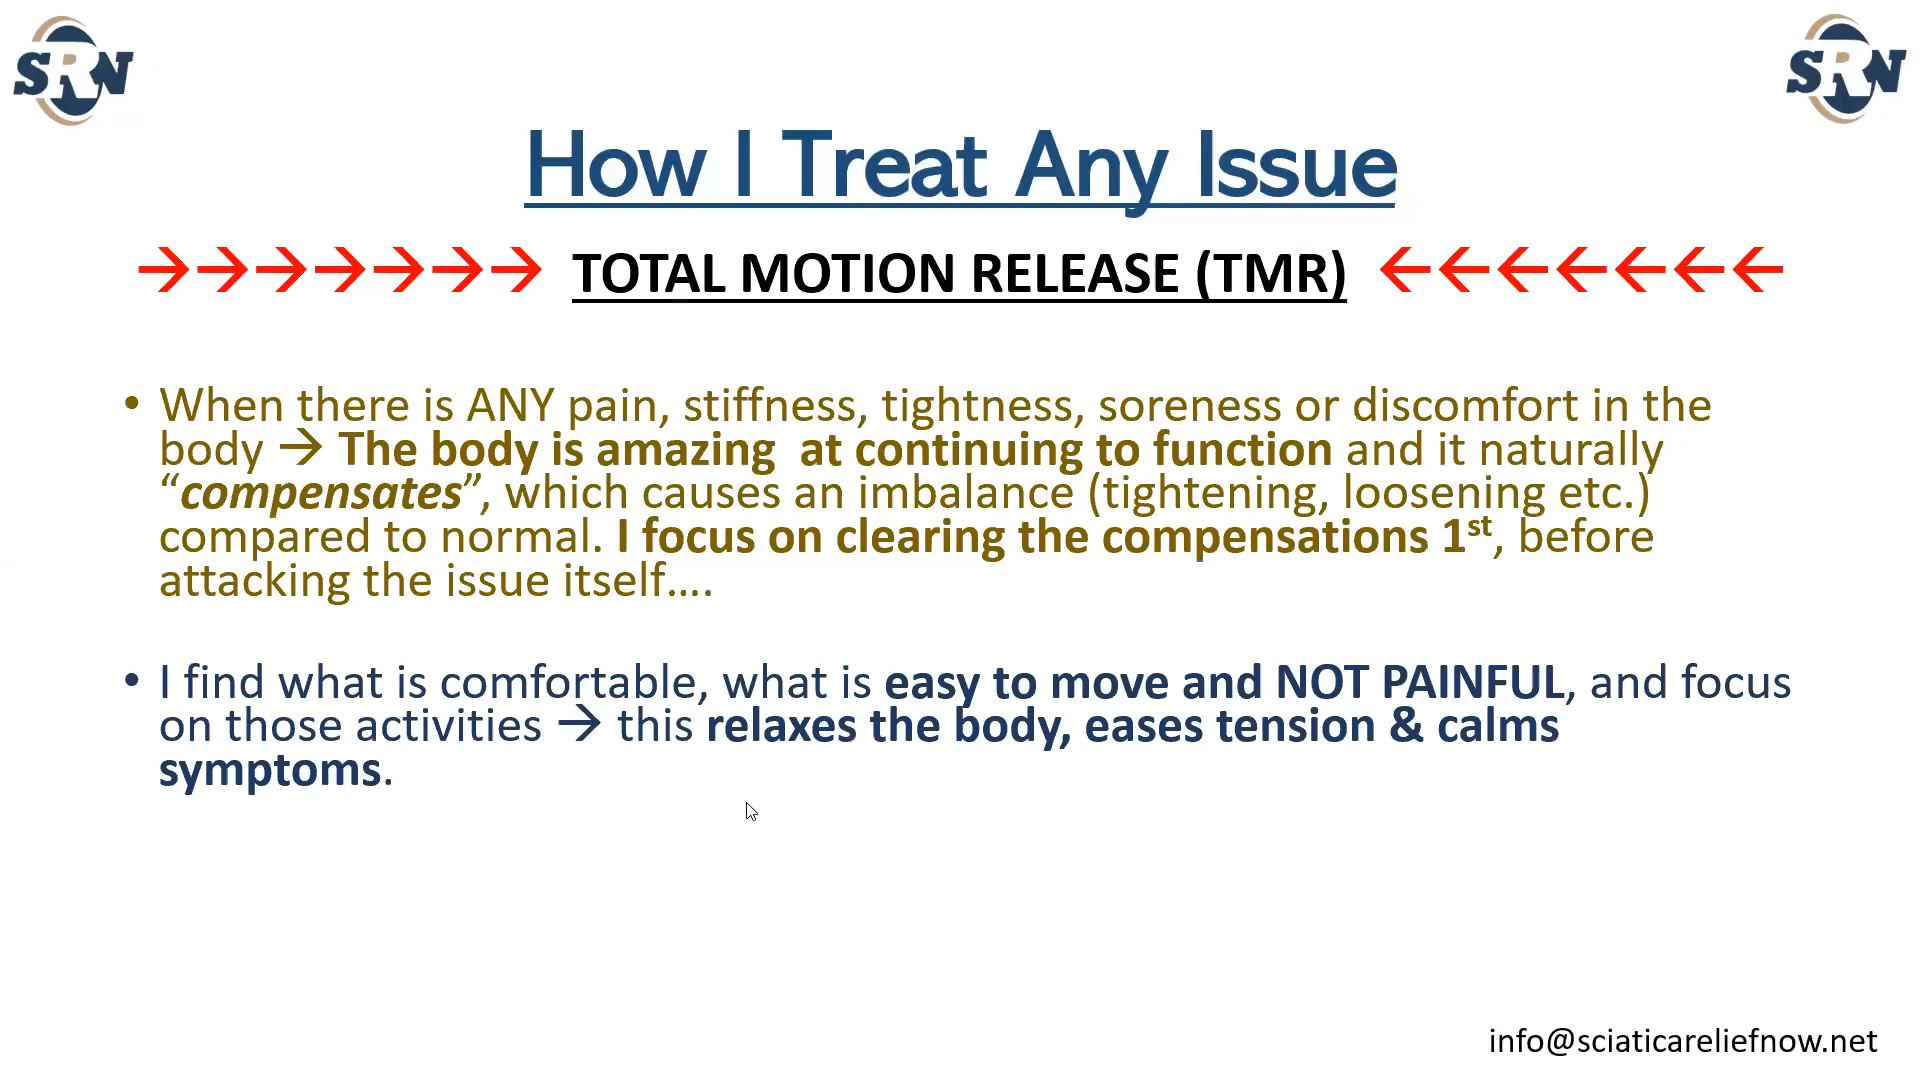 SRN
SRN
How I Treat Any Issue
→→→→→→→ TOTAL MOTION RELEASE (TMR) ←←←←←←←
• When there is ANY pain, stiffness, tightness, soreness or discomfort in the
body → The body is amazing  at continuing to function and it naturally
“compensates”, which causes an imbalance (tightening, loosening etc.)
compared to normal. I focus on clearing the compensations 1st, before
attacking the issue itself….
• I find what is comfortable, what is easy to move and NOT PAINFUL, and focus
on those activities → this relaxes the body, eases tension & calms
symptoms.
info@sciaticareliefnow.net